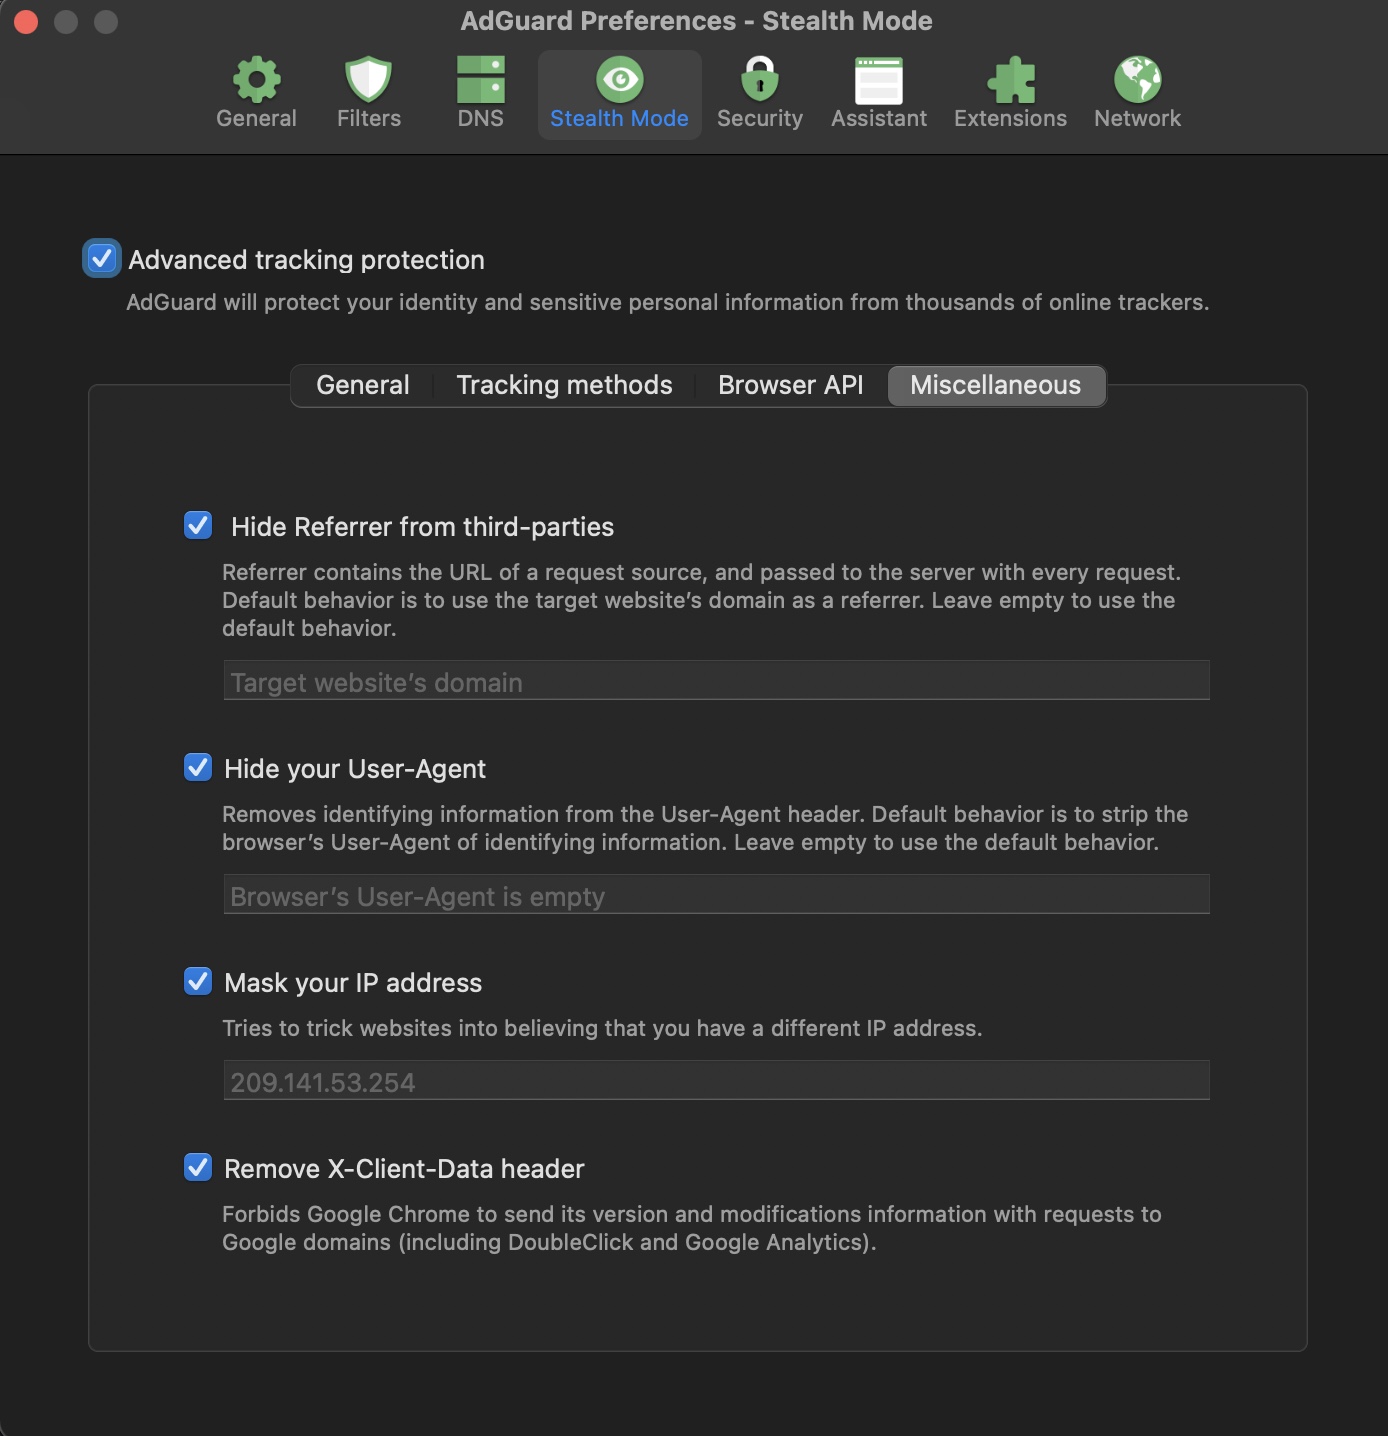 AdGuard Preferences - Stealth Mode
General
Filters
DNS
Stealth Mode
Security
Assistant
Extensions
Network
Advanced tracking protection
AdGuard will protect your identity and sensitive personal information from thousands of online trackers.
General
Tracking methods
Browser API
Miscellaneous
Hide Referrer from third-parties
Referrer contains the URL of a request source, and passed to the server with every request.
Default behavior is to use the target website’s domain as a referrer. Leave empty to use the
default behavior.
Target website’s domain
Hide your User-Agent
Removes identifying information from the User-Agent header. Default behavior is to strip the
browser’s User-Agent of identifying information. Leave empty to use the default behavior.
Browser’s User-Agent is empty
Mask your IP address
Tries to trick websites into believing that you have a different IP address.
209.141.53.254
Remove X-Client-Data header
Forbids Google Chrome to send its version and modifications information with requests to
Google domains (including DoubleClick and Google Analytics).